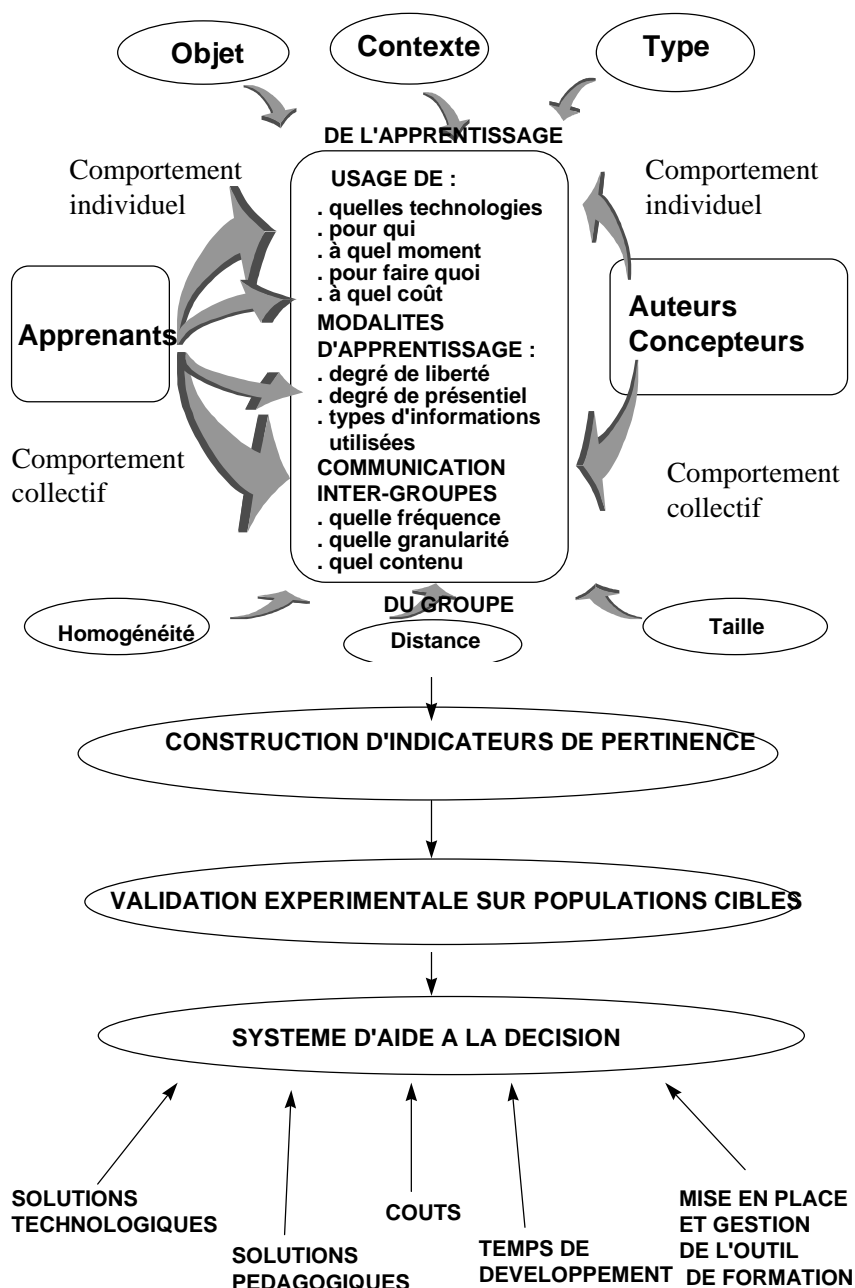 Objet
Contexte
Type
DE L'APPRENTISSAGE
Comportement
individuel
Comportement
individuel
USAGE DE :
. quelles technologies
. pour qui
. à quel moment
. pour faire quoi
. à quel coût
MODALITES
D'APPRENTISSAGE :
. degré de liberté
. degré de présentiel
. types d'informations
utilisées
COMMUNICATION
INTER-GROUPES
. quelle fréquence
. quelle granularité
. quel contenu
Apprenants
Auteurs
Concepteurs
Comportement
collectif
Comportement
collectif
DU GROUPE
Homogénéité
Distance
Taille
CONSTRUCTION D'INDICATEURS DE PERTINENCE
VALIDATION EXPERIMENTALE SUR POPULATIONS CIBLES
SYSTEME D'AIDE A LA DECISION
SOLUTIONS
TECHNOLOGIQUES
SOLUTIONS
PEDAGOGIQUES
COUTS
TEMPS DE
DEVELOPPEMENT
MISE EN PLACE
ET GESTION
DE L'OUTIL
DE FORMATION